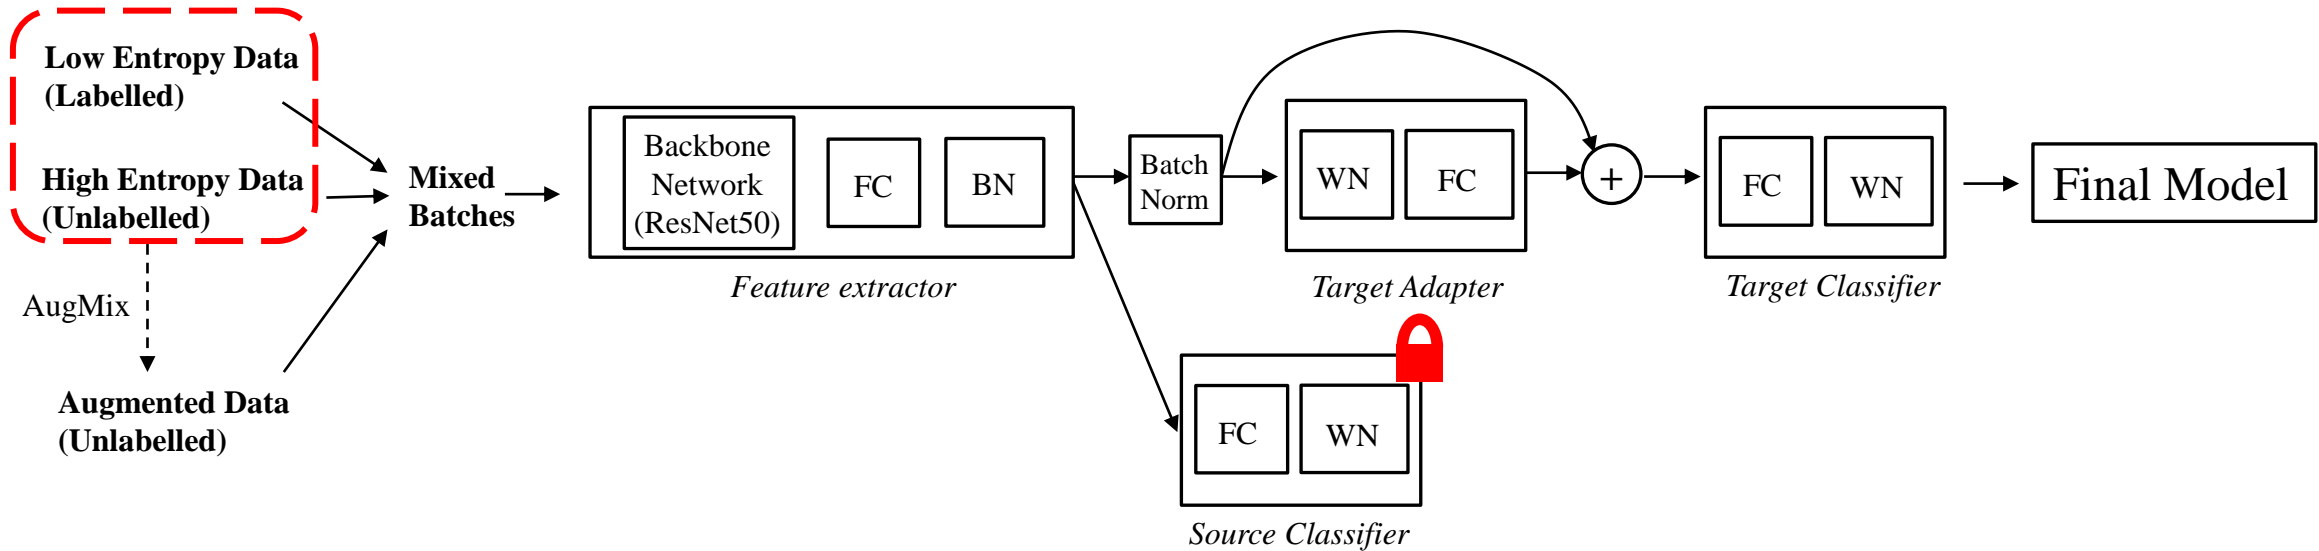 Low Entropy Data
(Labelled)
High Entropy Data
(Unlabelled)
AugMix
Augmented Data
(Unlabelled)
Mixed
Batches
Backbone
Network
(ResNet50)
FC
BN
Feature extractor
Batch
Norm
WN
FC
Target Adapter
+
FC
WN
Target Classifier
Final Model
FC
WN
Source Classifier